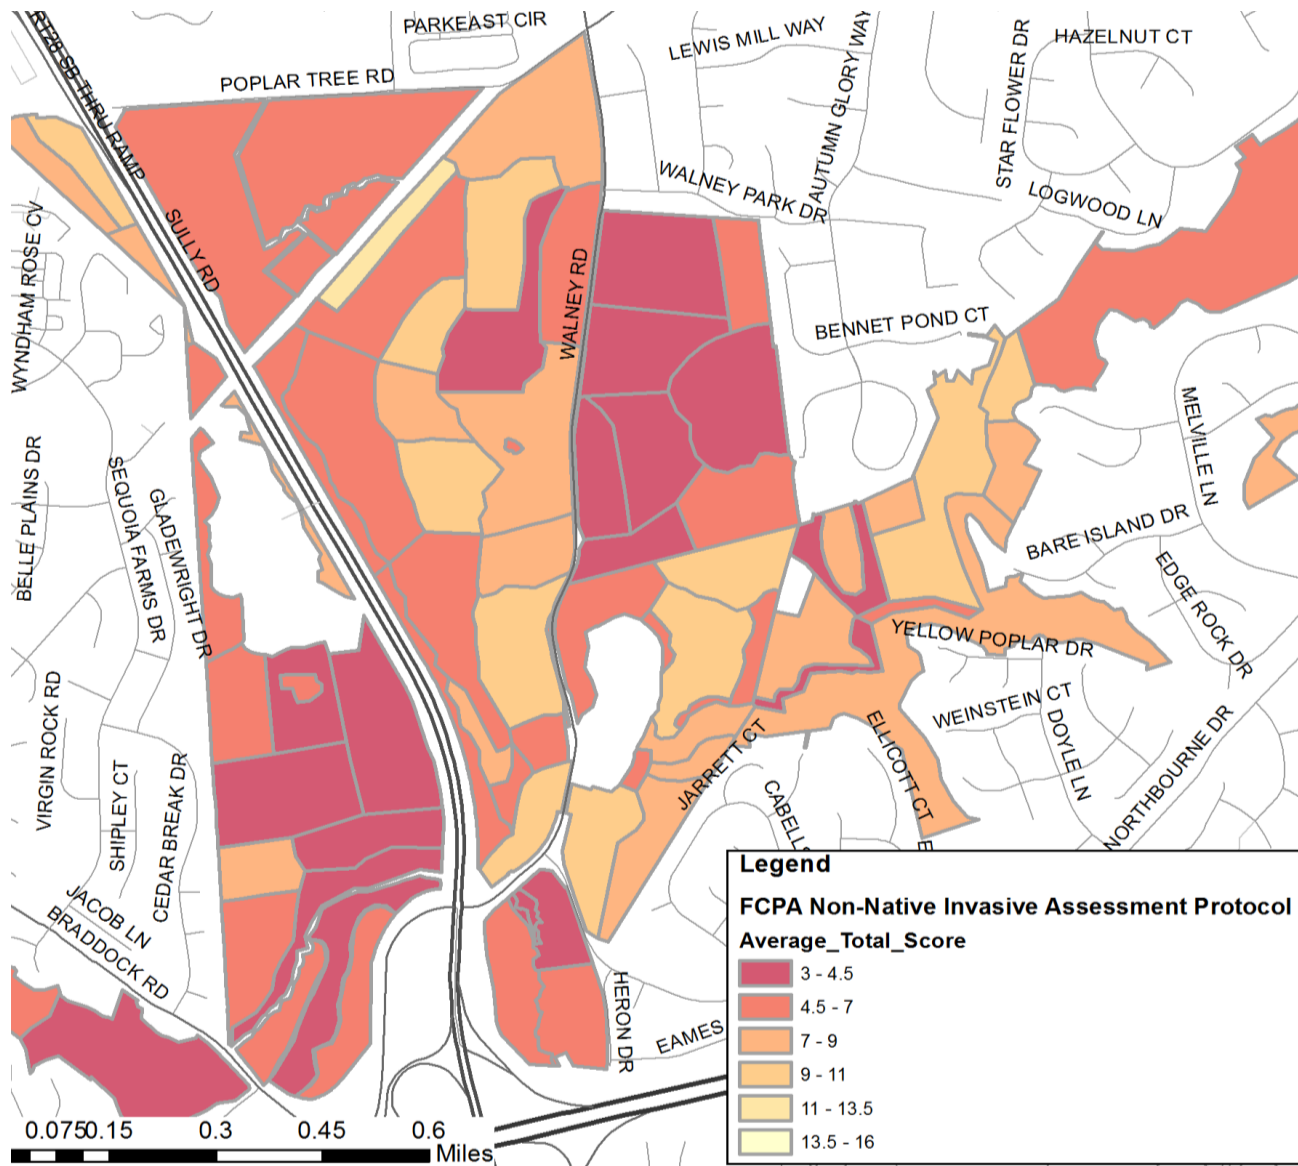 PARKEAST CIR
LEWIS MILL WAY
HAZELNUT CT
RT28 SB THRU RAMP
POPLAR TREE RD
AUTUMN GLORY WAY
STAR FLOWER DR
WALNEY PARK DR
LOGWOOD LN
WYNDHAM ROSE CV
SULLY RD
WALNEY RD
BENNET POND CT
MELVILLE LN
BELLE PLAINS DR
SEQUOIA FARMS DR
GLADEWRIGHT DR
BARE ISLAND DR
EDGE ROCK DR
YELLOW POPLAR DR
VIRGIN ROCK RD
WEINSTEIN CT
DOYLE LN
ELLICOTT CT
JARRETT CT
NORTHBOURNE DR
SHIPLEY CT
CEDAR BREAK DR
CABELLS
E
JACOB LN
BRADDOCK RD
HERON DR
EAMES
Legend
FCPA Non-Native Invasive Assessment Protocol
Average_Total_Score
3 - 4.5
4.5 - 7
7 - 9
9 - 11
11 - 13.5
13.5 - 16
0.075 0.15 0.3 0.45 0.6
Miles